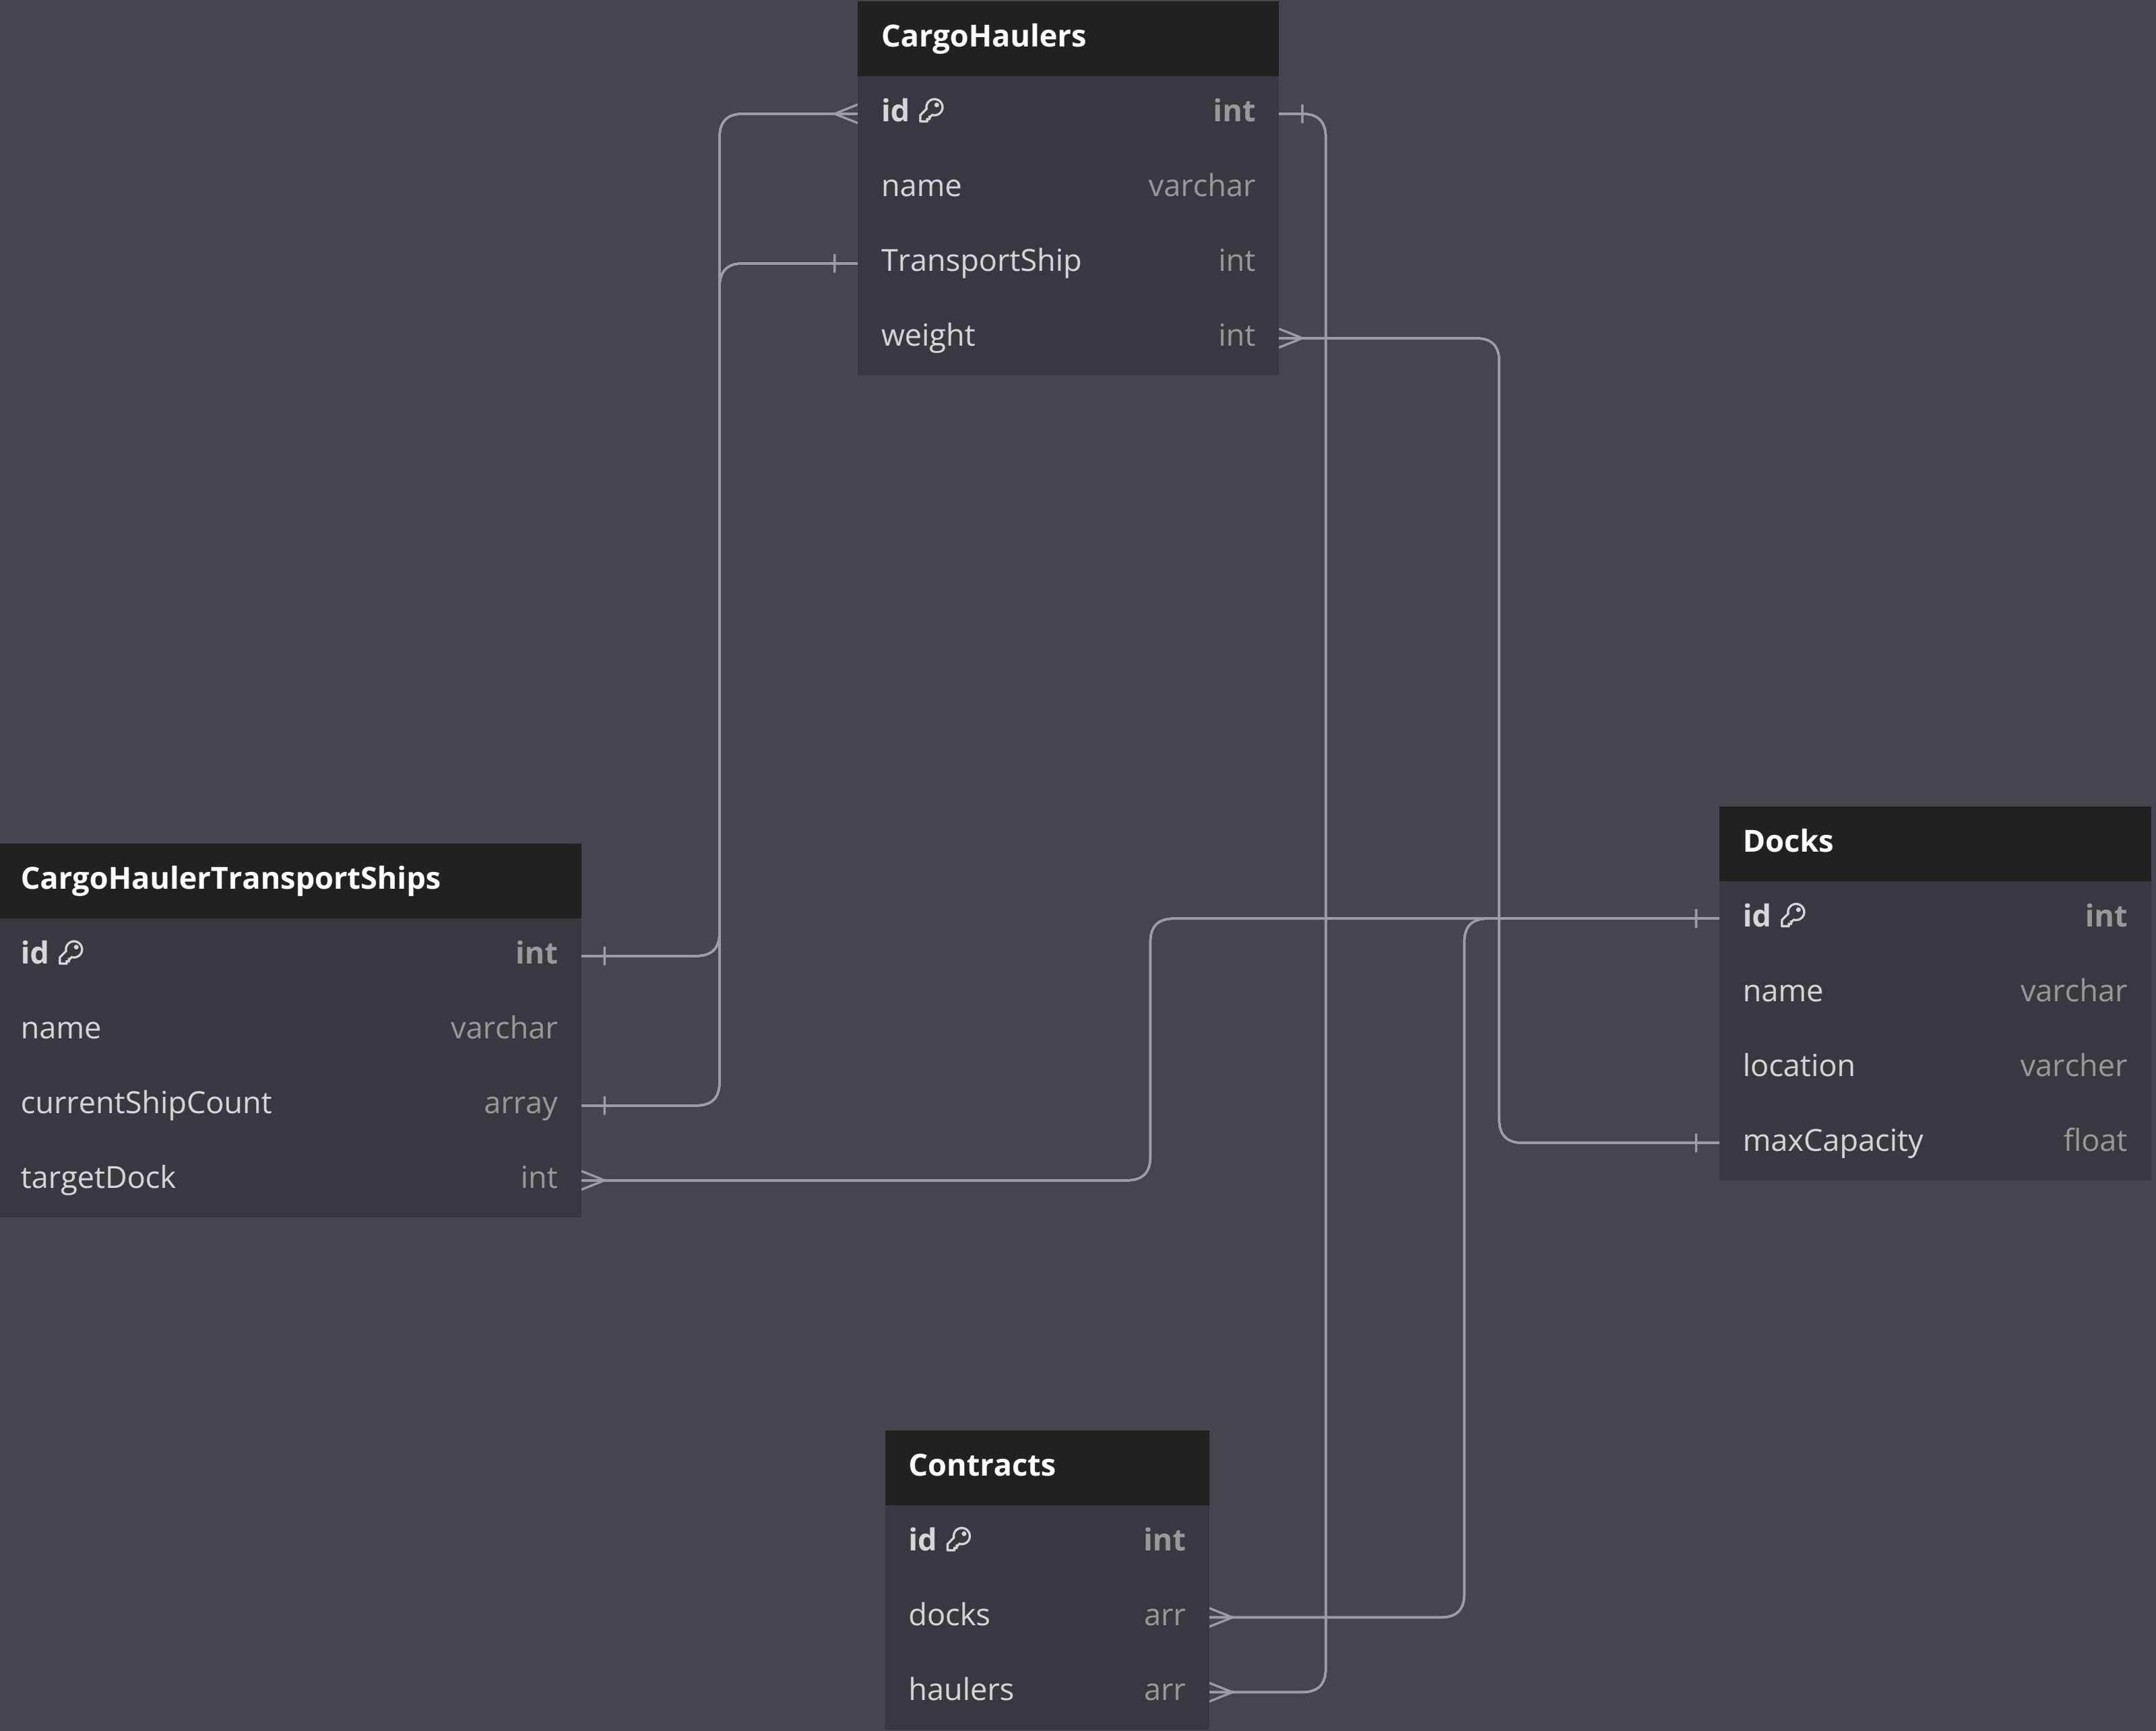 CargoHaulers
id int
name varchar
TransportShip int
weight int
CargoHaulerTransportShips
id int
name varchar
currentShipCount array
targetDock int
Docks
id int
name varchar
location varcher
maxCapacity float
Contracts
id int
docks arr
haulers arr